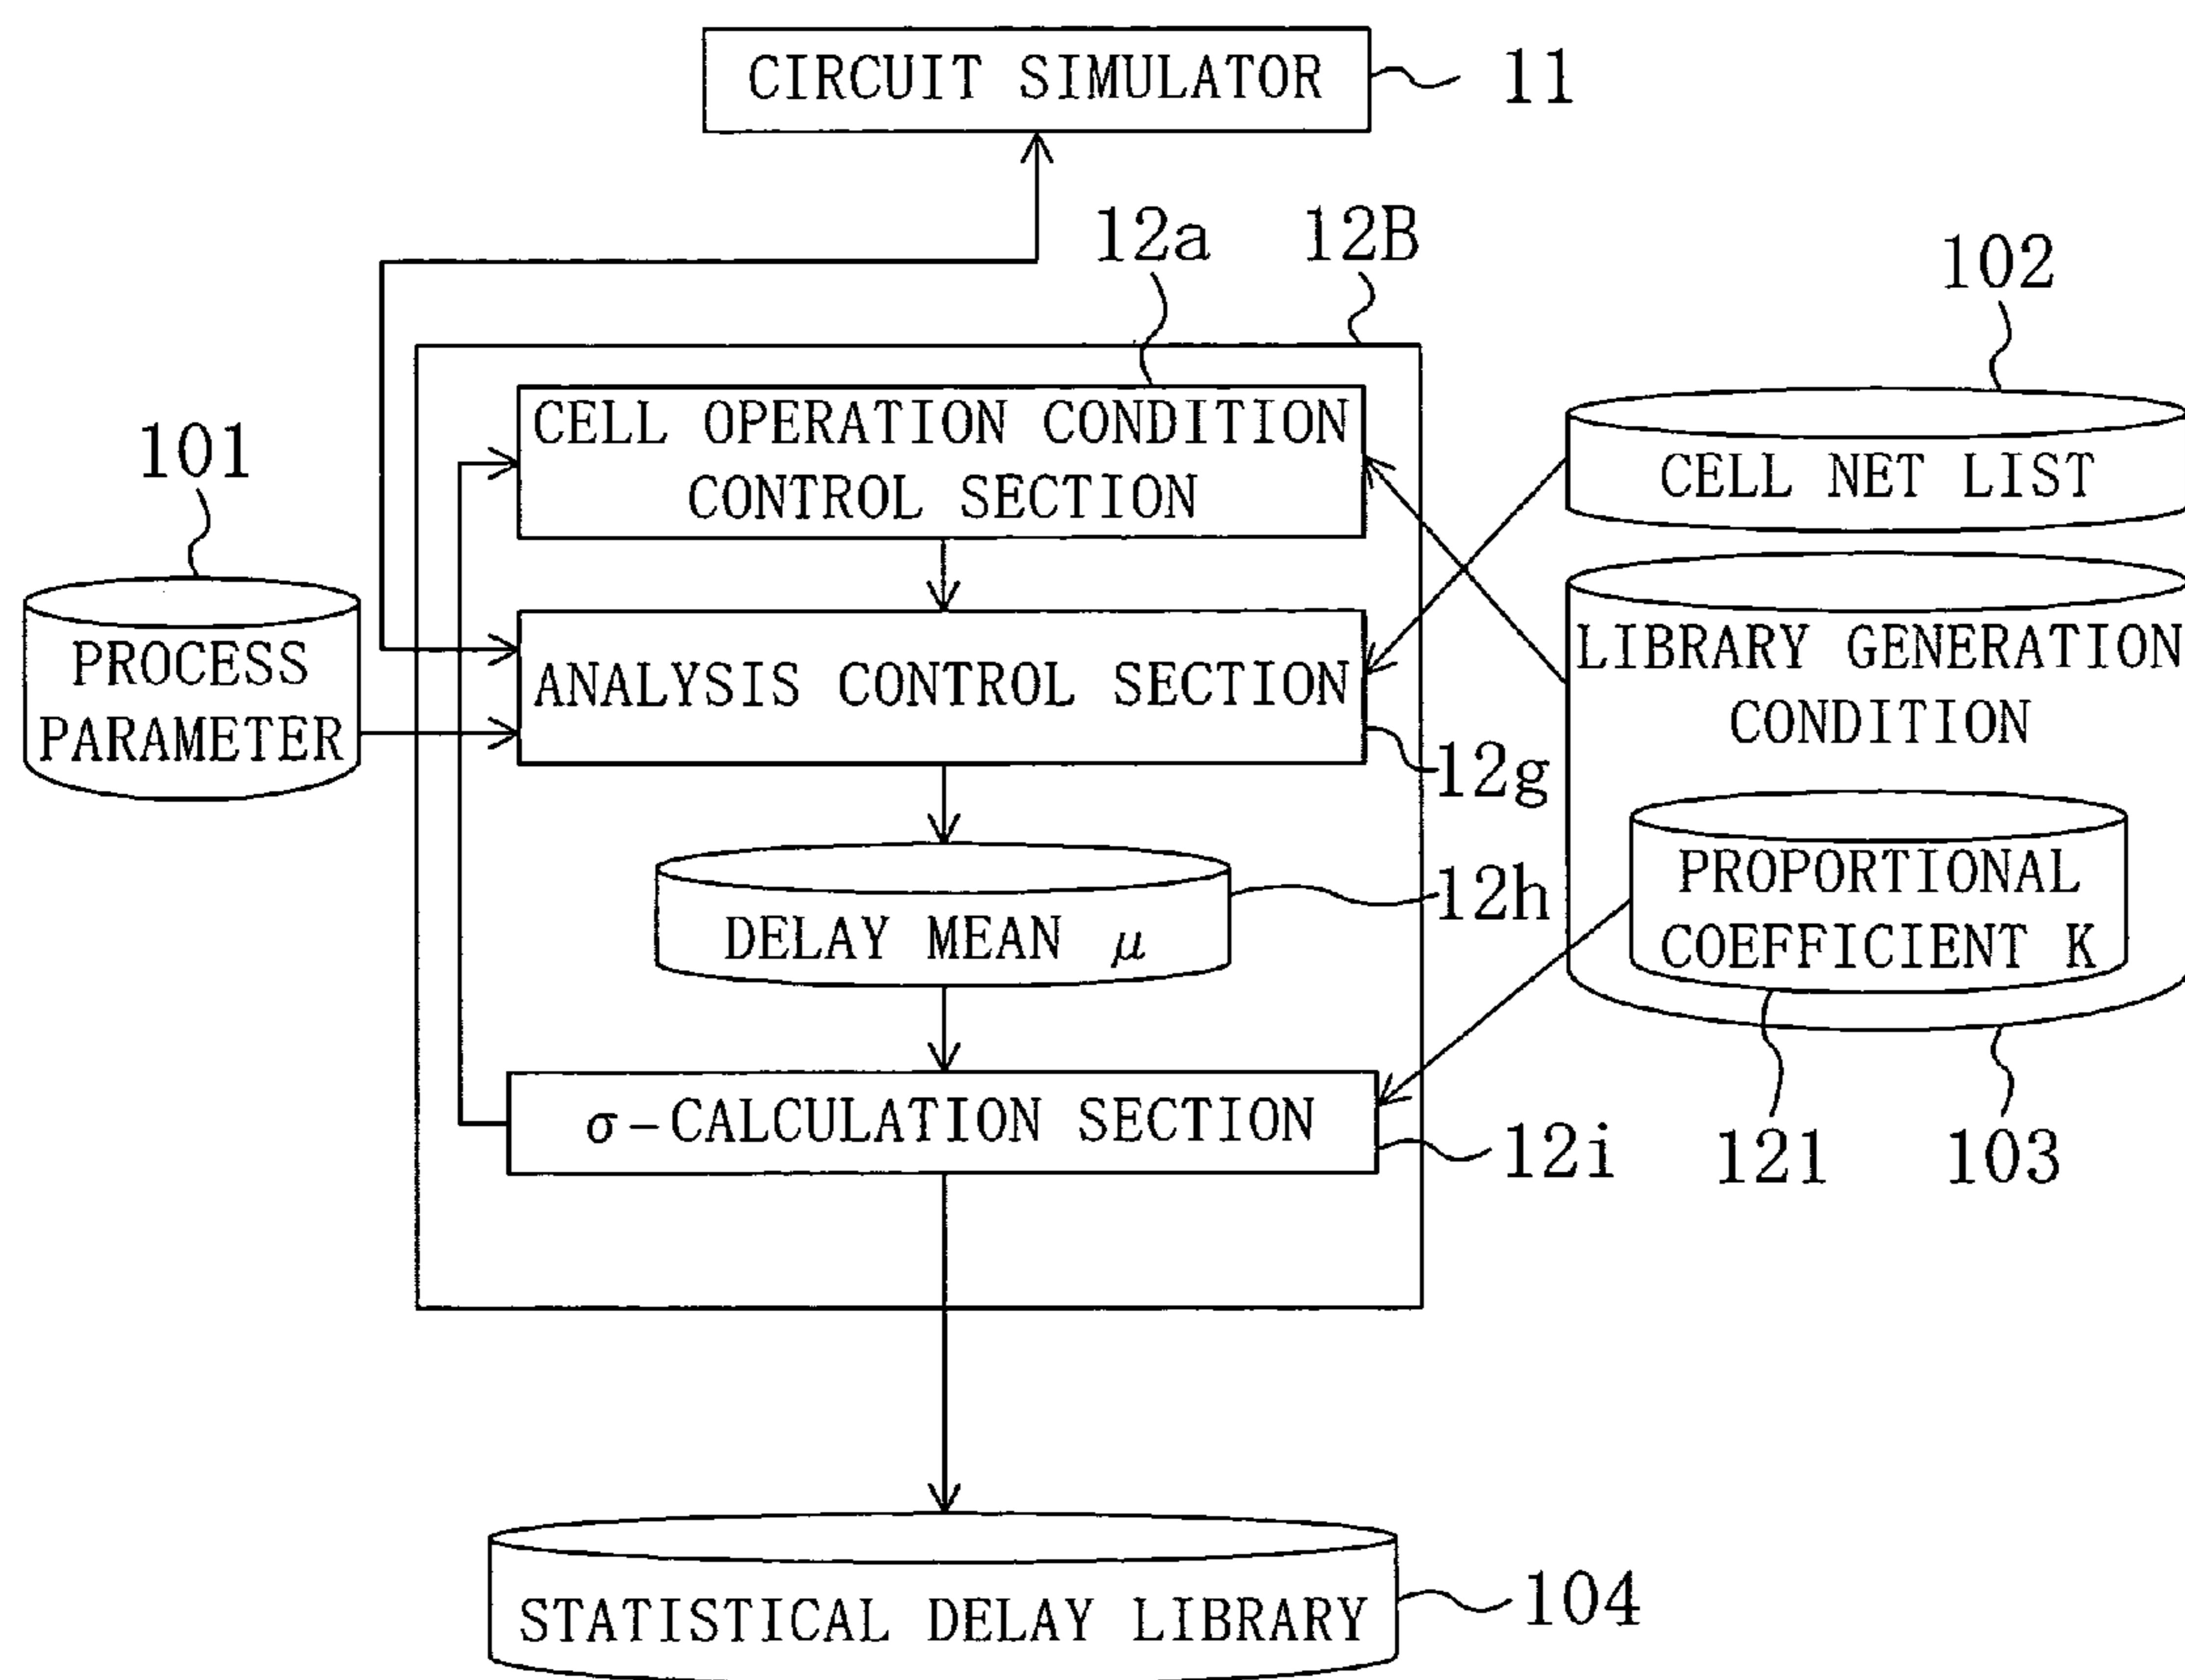 CIRCUIT SIMULATOR
11
12a
12B
102
CELL OPERATION CONDITION
CONTROL SECTION
CELL NET LIST
101
PROCESS
PARAMETER
ANALYSIS CONTROL SECTION
12g
LIBRARY GENERATION
CONDITION
DELAY MEAN μ
12h
PROPORTIONAL
COEFFICIENT K
σ-CALCULATION SECTION
12i
121
103
STATISTICAL DELAY LIBRARY
104